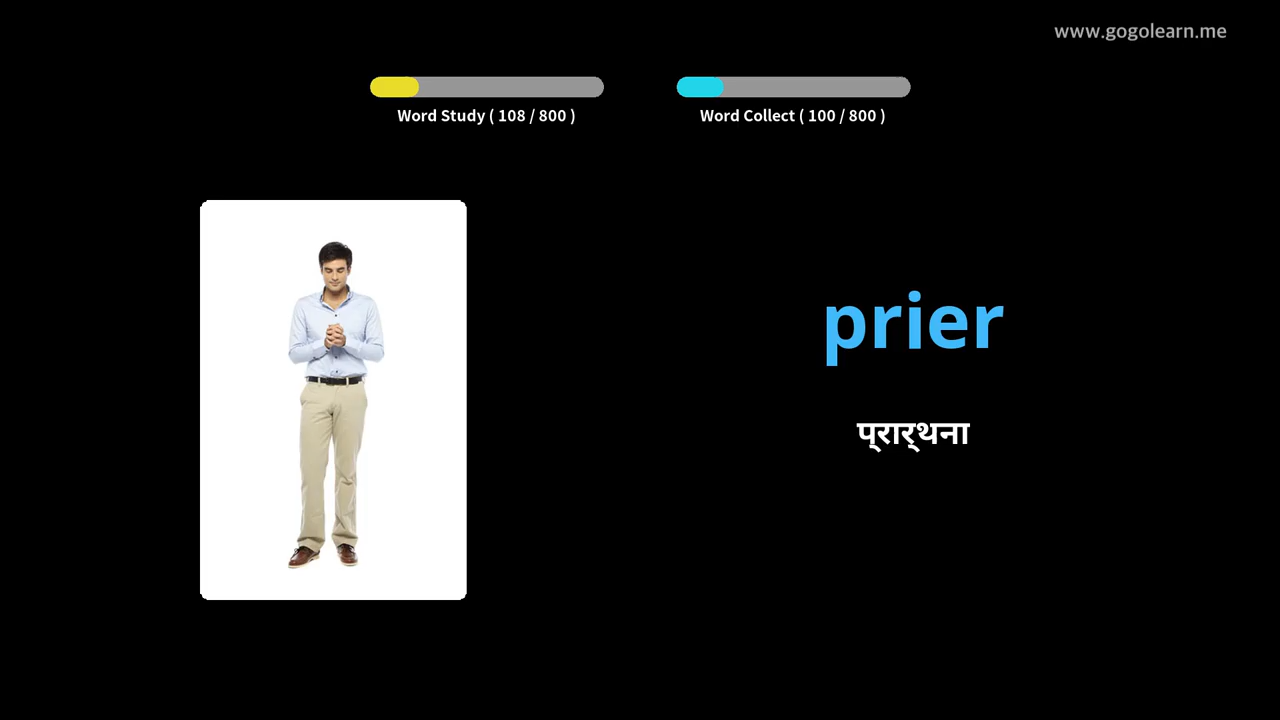 www.gogolearn.me
Word Study ( 108 / 800 )
Word Collect ( 100 / 800 )
prier
प्रार्थना